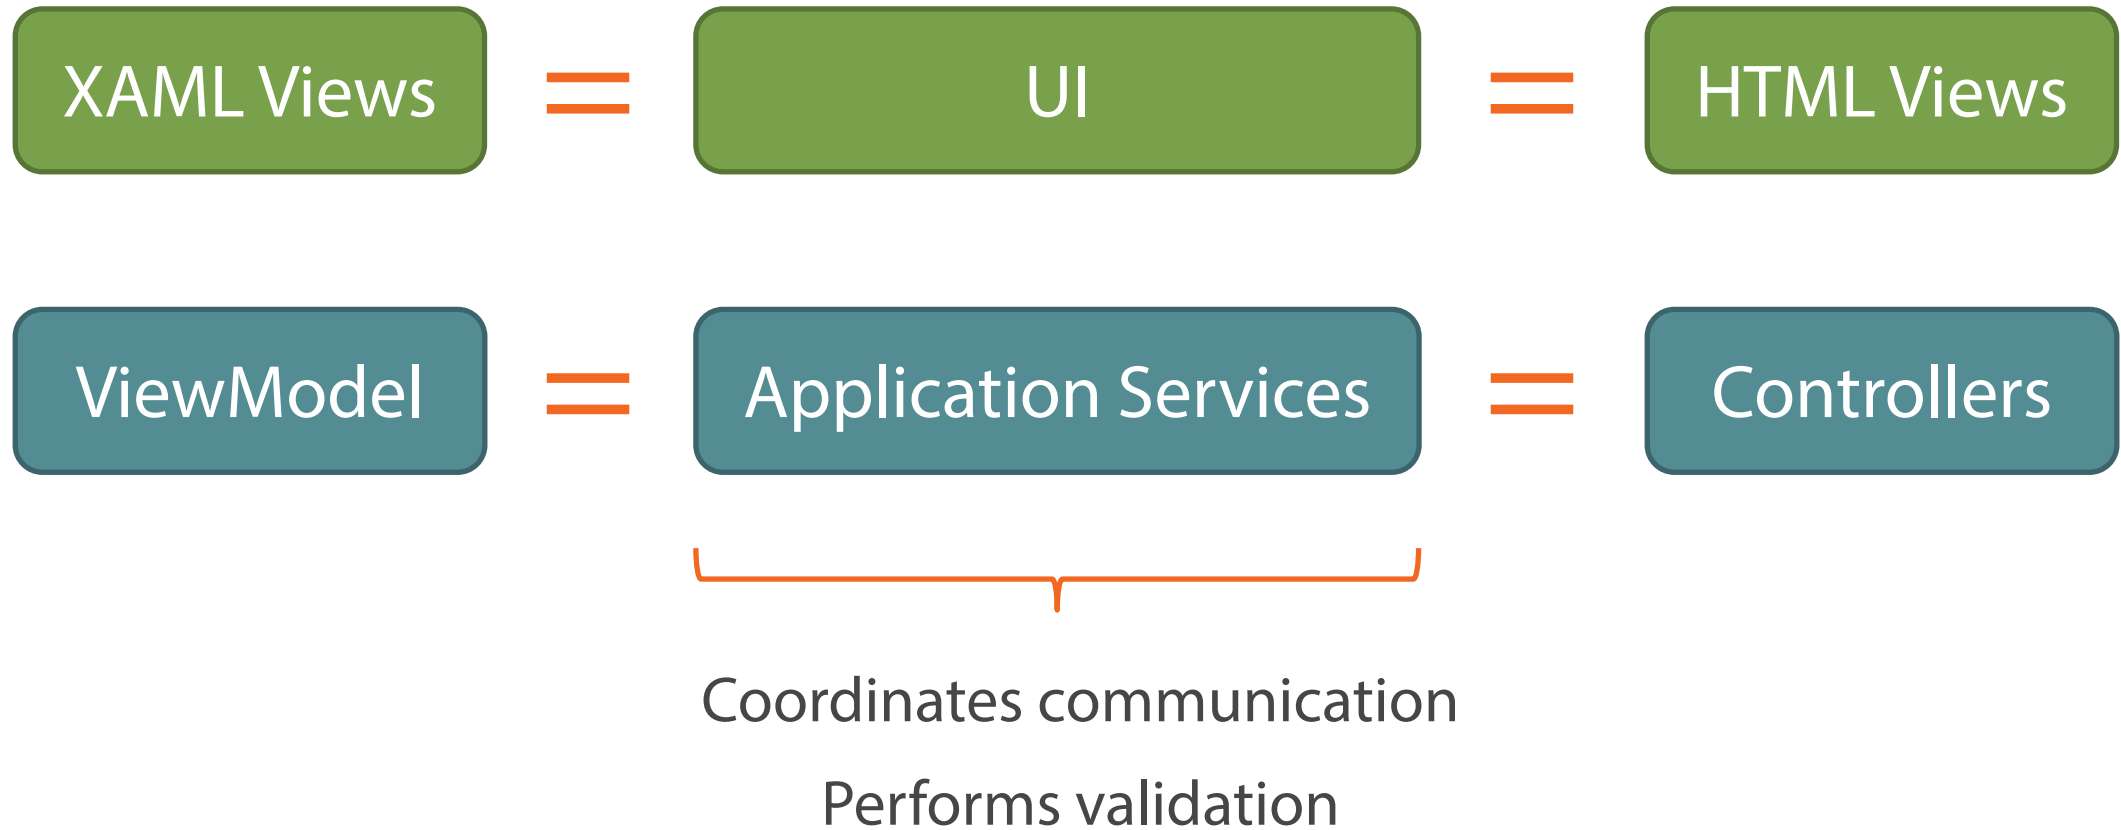 XAML Views = UI = HTML Views
ViewModel = Application Services = Controllers
Coordinates communication
Performs validation